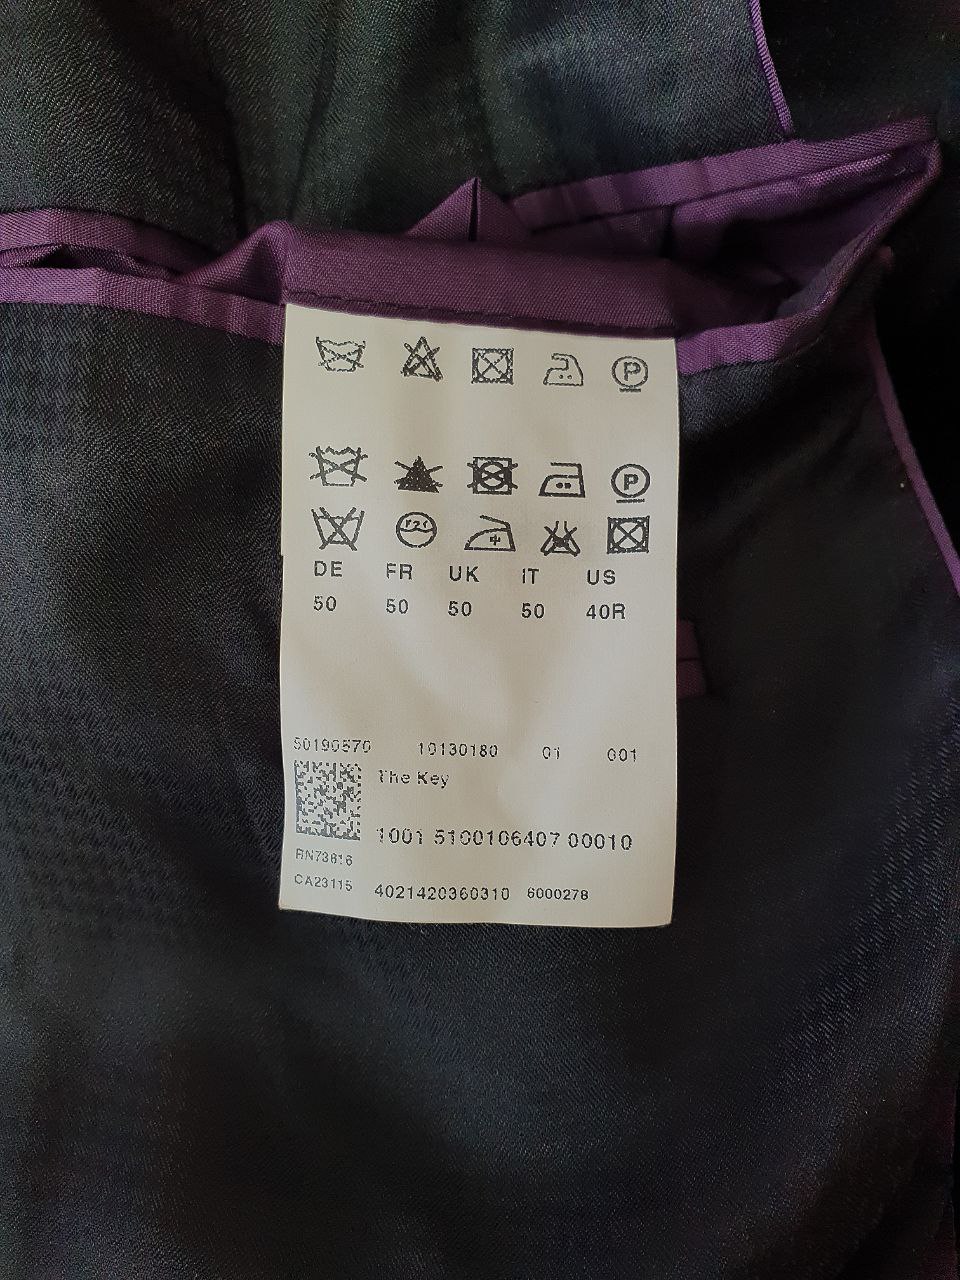 P
P
中
DE FR UK IT US
50 50 50 50 40R
50190570 10130180 01 001
The Key
1001 5100106407 00010
RN73616
CA23115 4021420360310 6000278